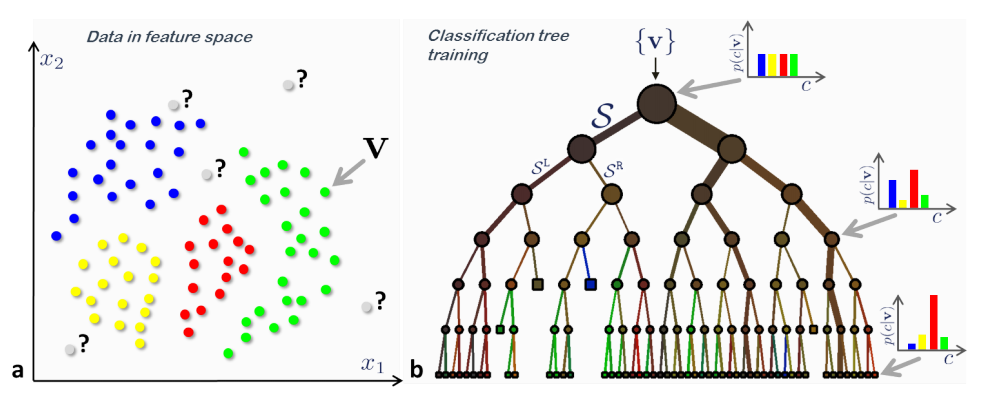 Data in feature space
x₂
?
?
?
v
?
?
x₁
a
Classification tree
training
{v}
S
Sᴸ
Sᴿ
p(c|v)
c
p(c|v)
c
p(c|v)
c
b